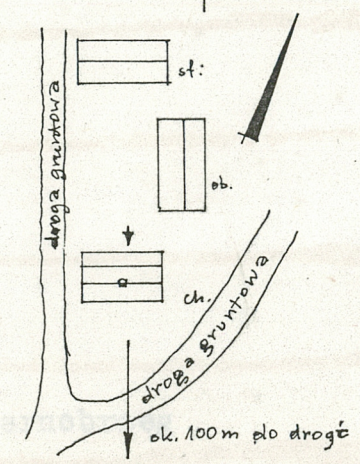 st:
droga gruntowa
ob.
ch.
droga gruntowa
ok. 100 m do drogi